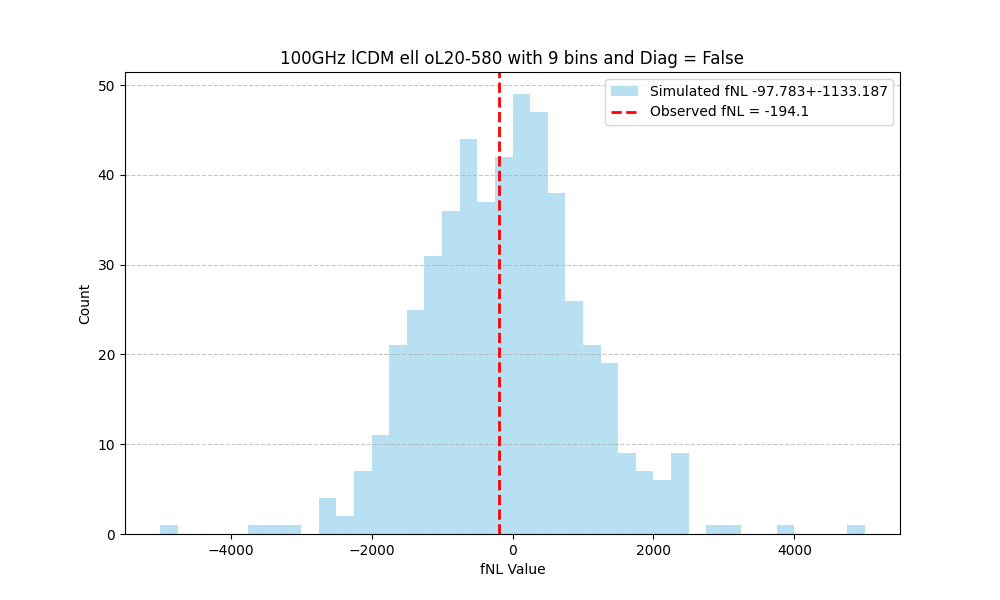 100GHz lCDM ell oL20-580 with 9 bins and Diag = False
Simulated fNL -97.783+-1133.187
Observed fNL = -194.1
50
40
30
20
10
0
Count
−4000 −2000 0 2000 4000
fNL Value